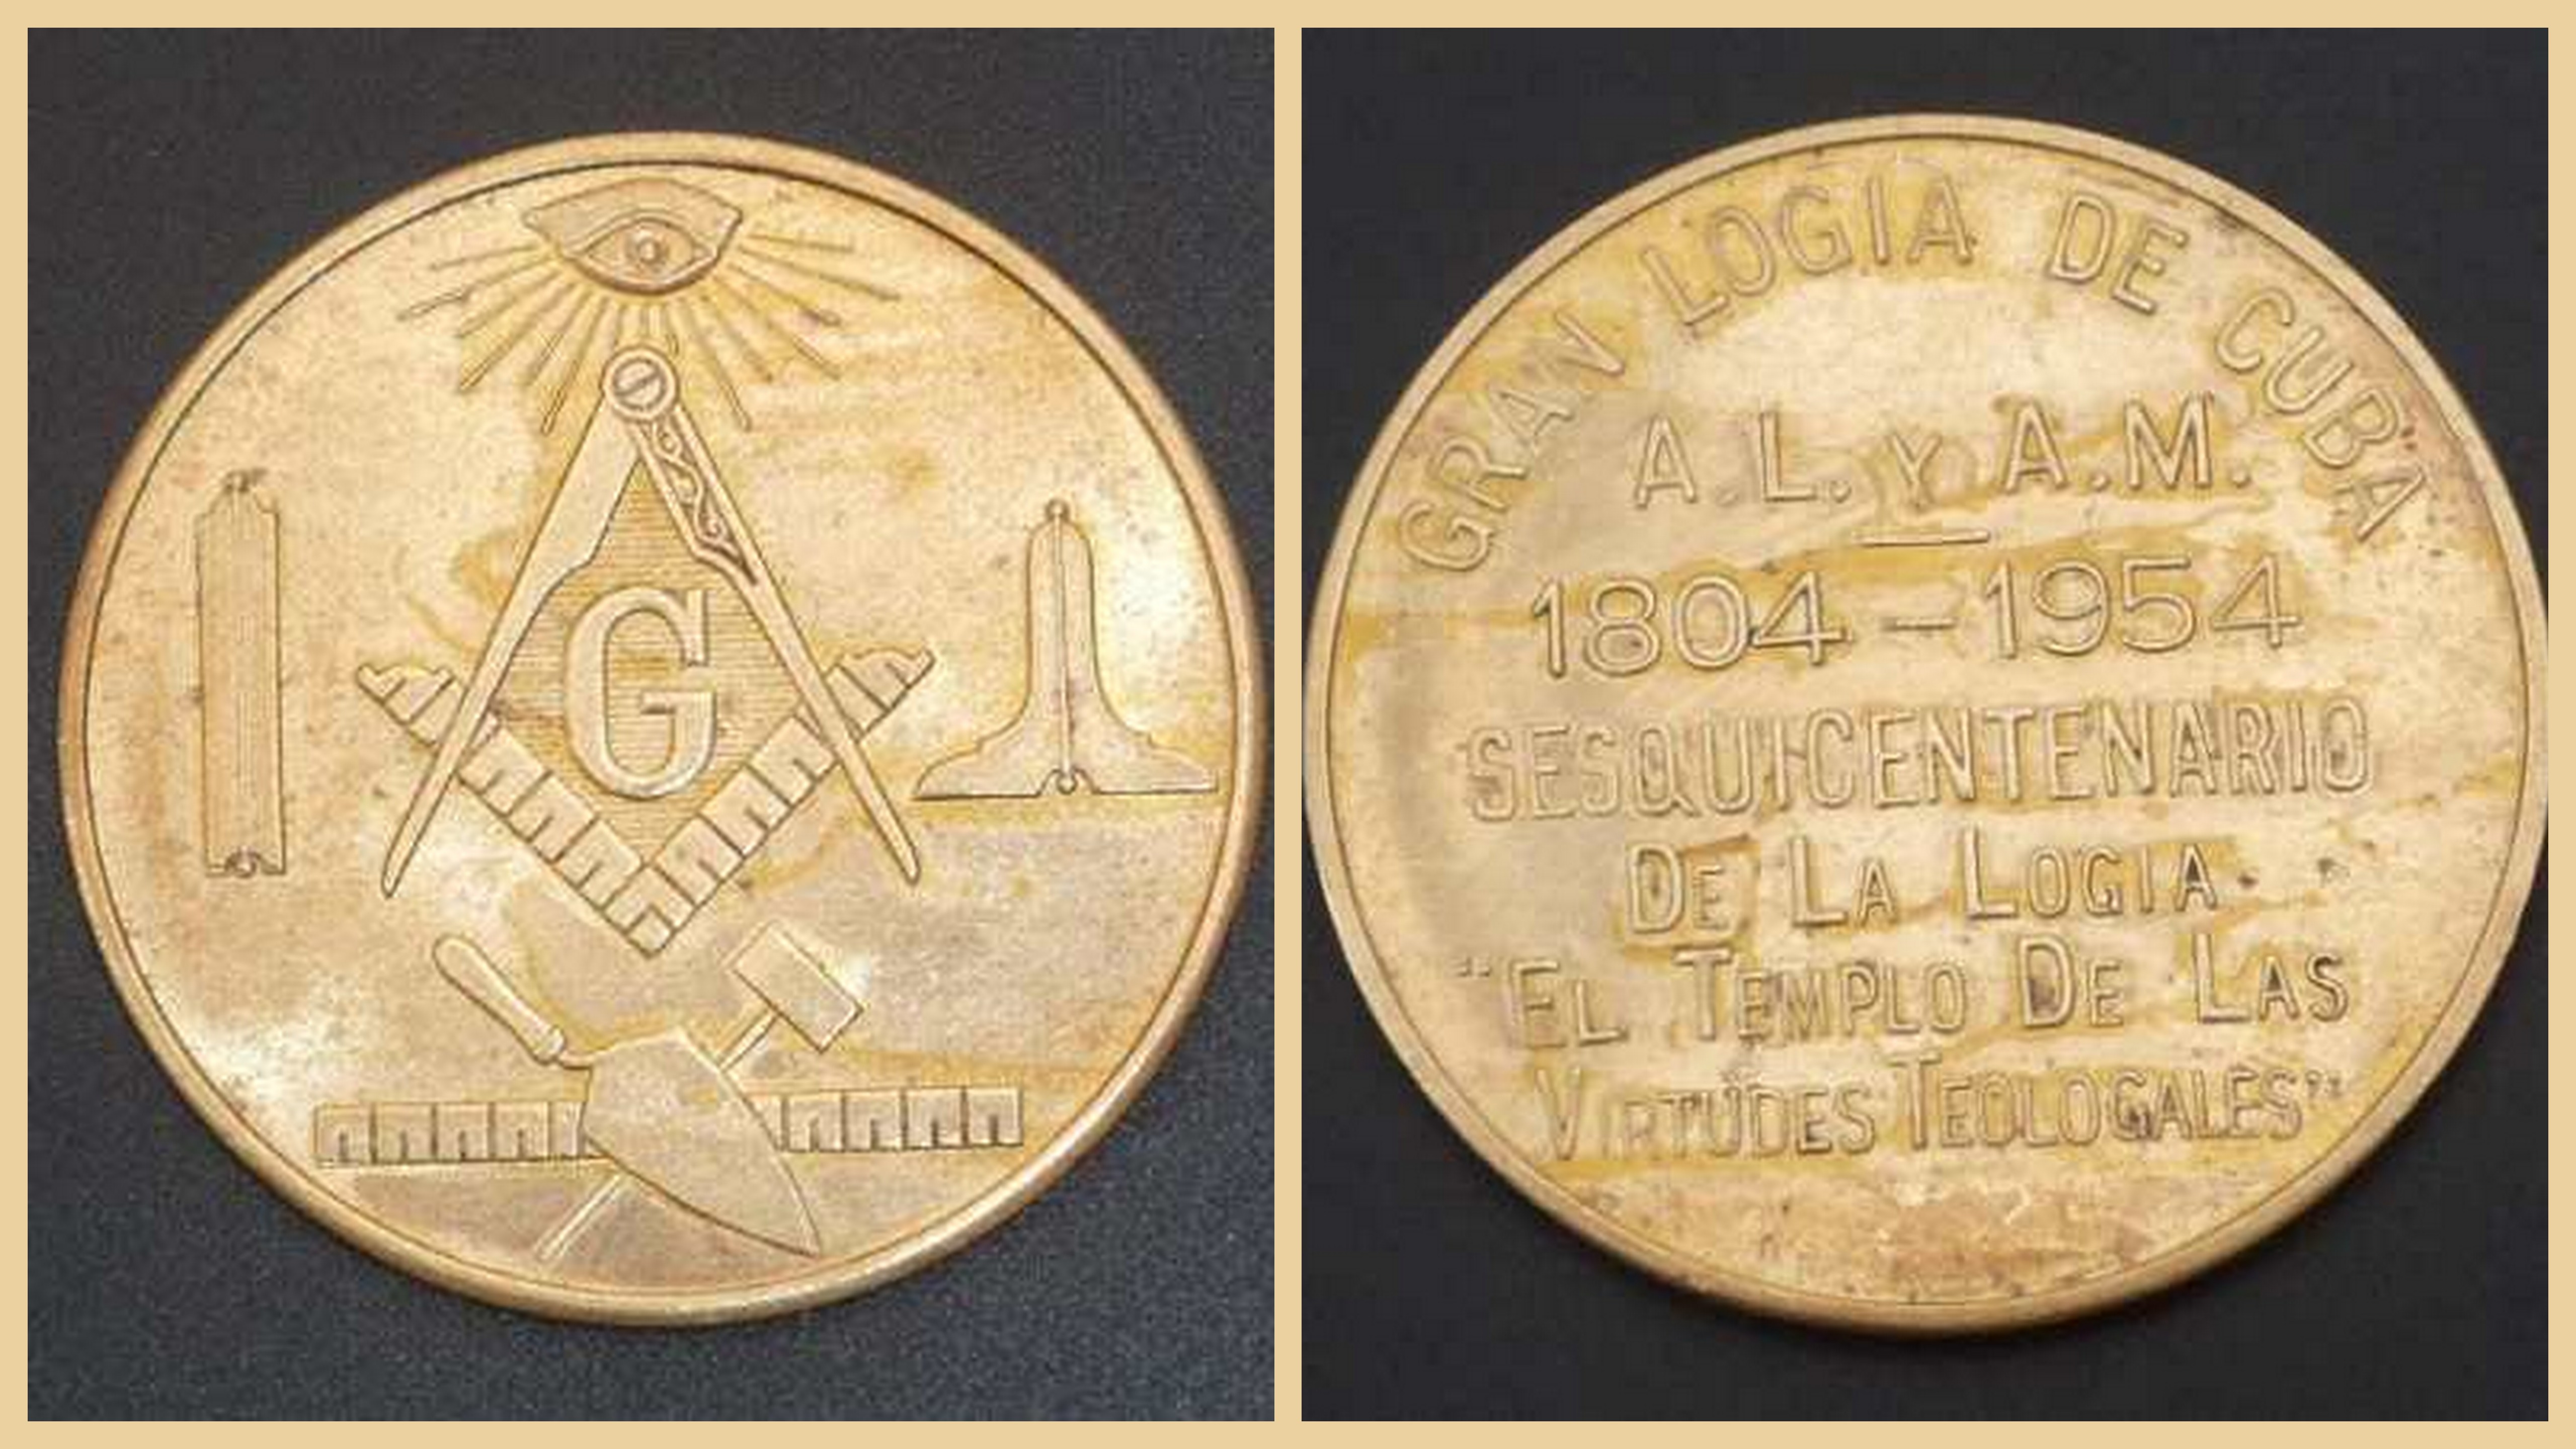 G
GRAN LOGIA DE CUBA
A.L. Y A.M.
1804-1954
SESQUICENTENARIO
DE LA LOGIA
"EL TEMPLO DE LAS
VIRTUDES TEOLOGALES"